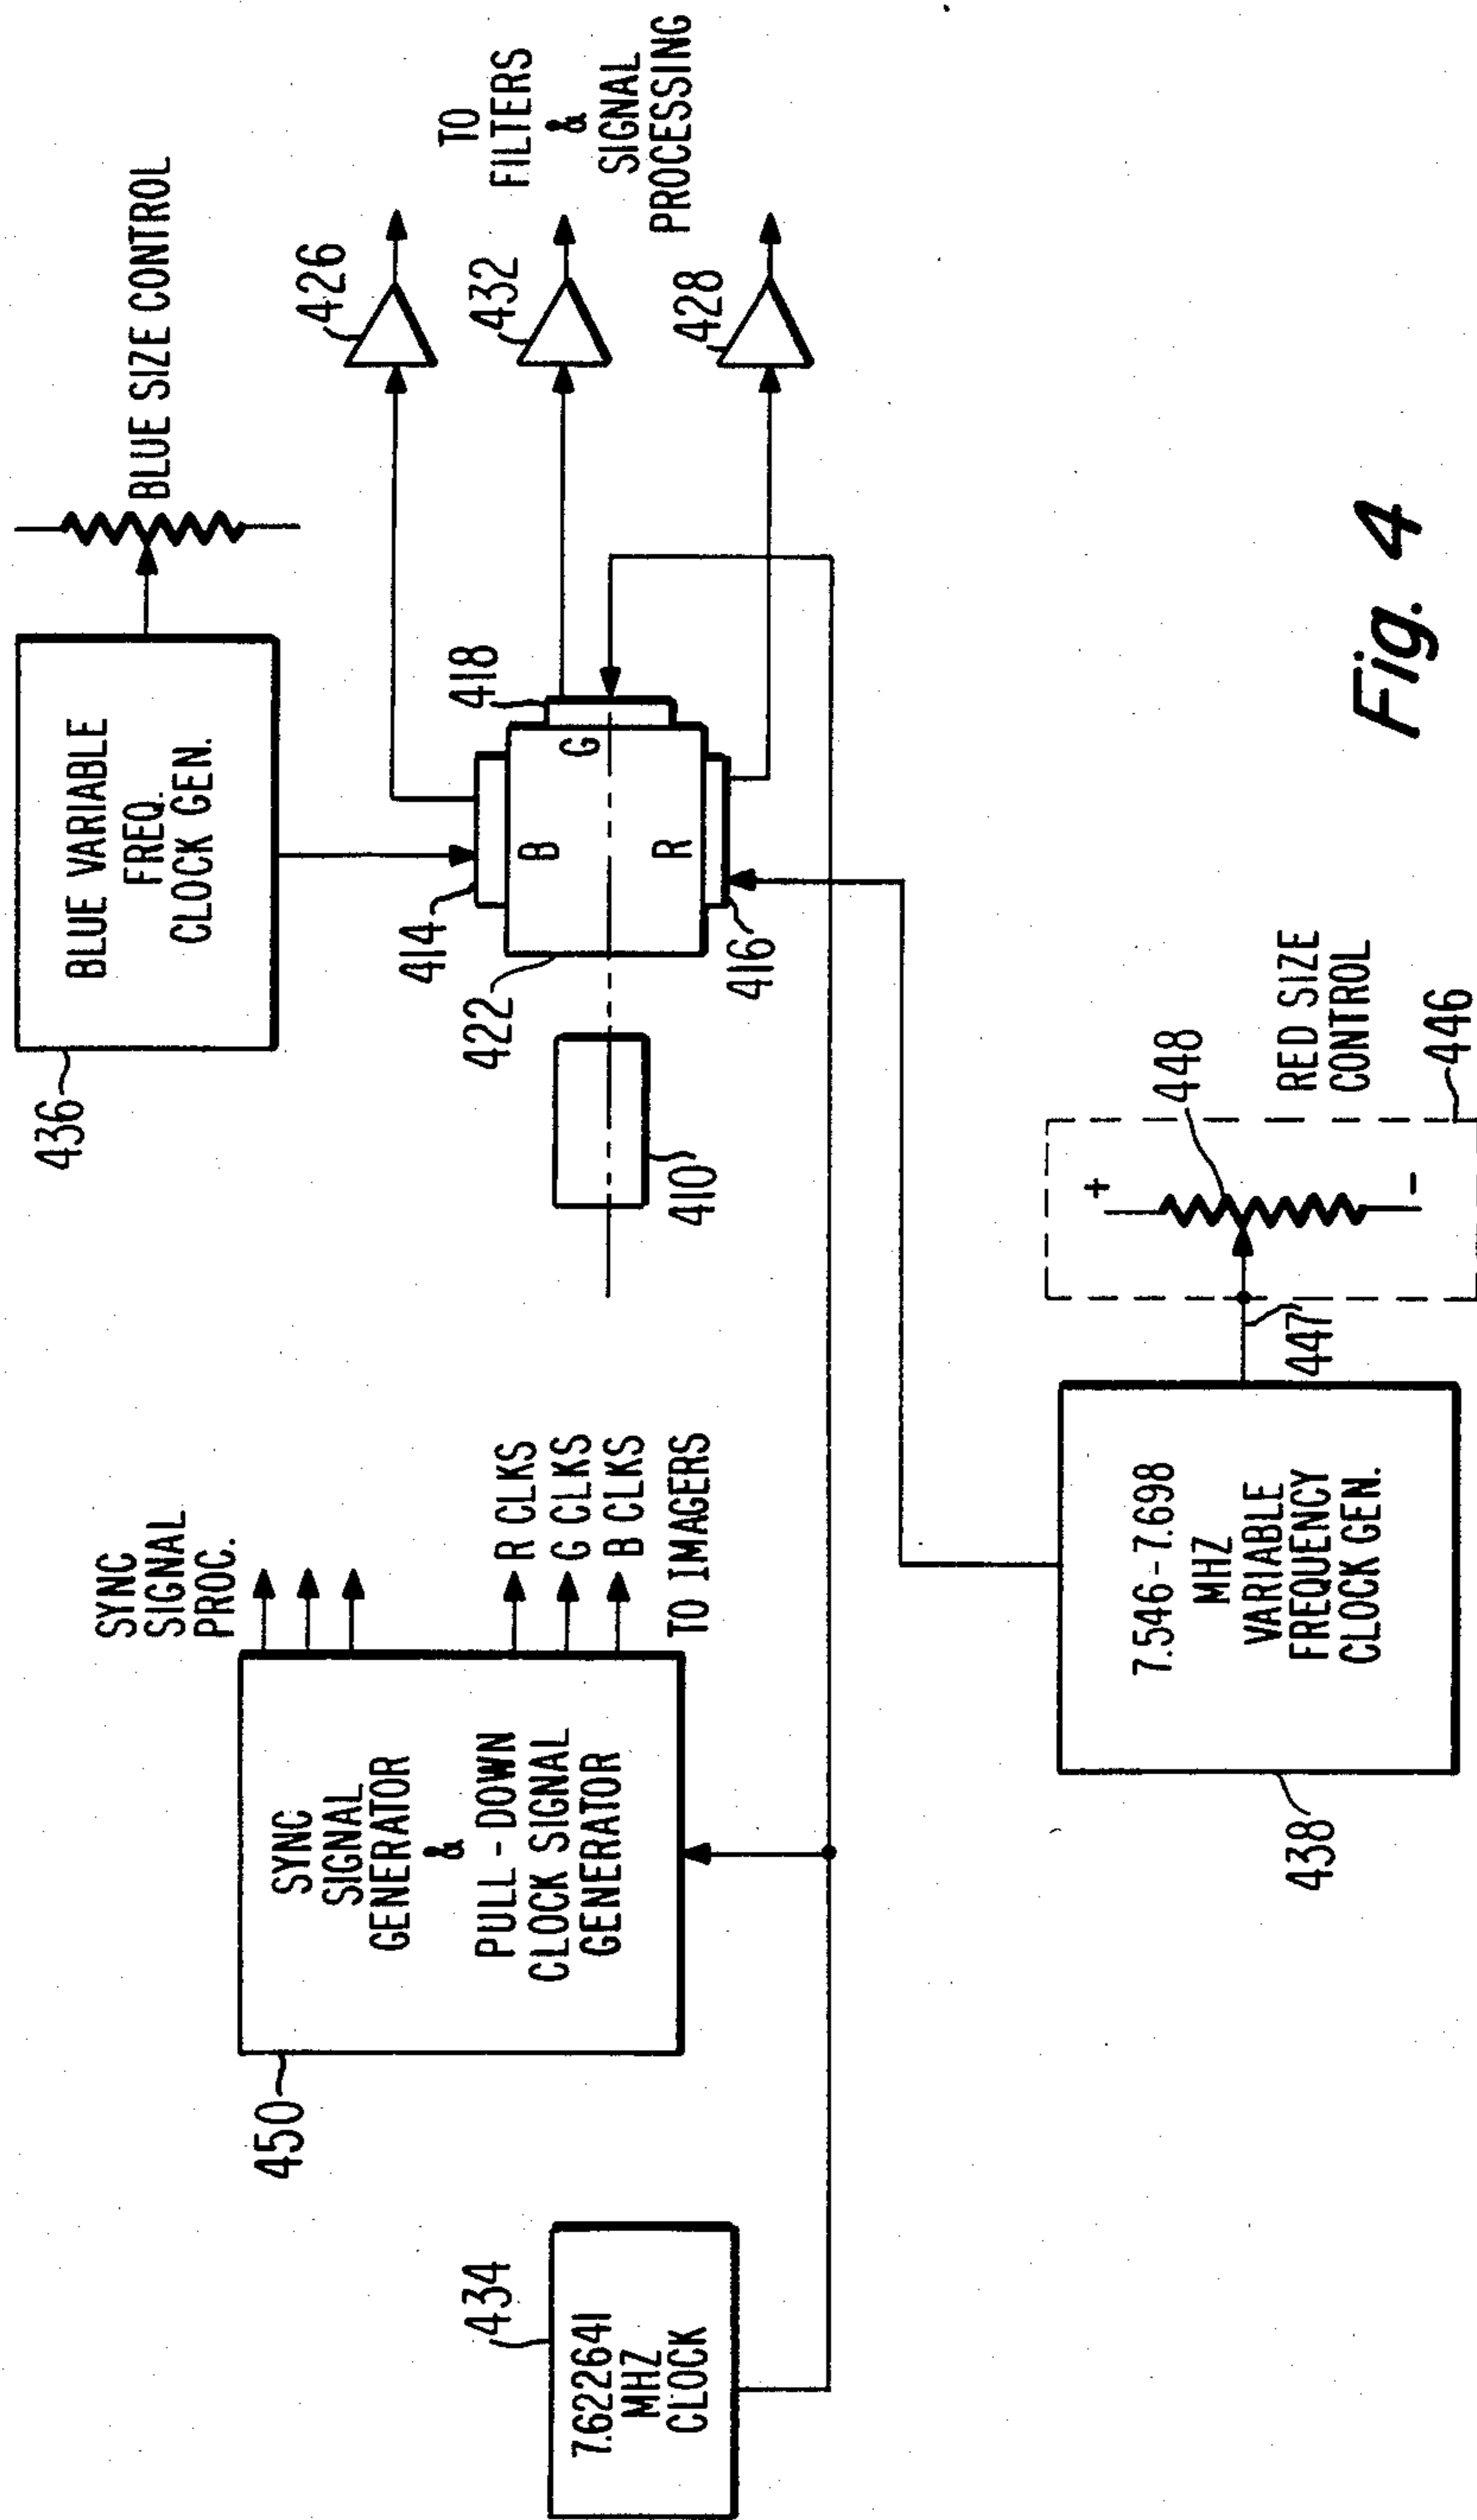 436
BLUE VARIABLE
FREQ.
CLOCK GEN.
BLUE SIZE CONTROL
SYNC
SIGNAL
PROC.
450
SYNC
SIGNAL
GENERATOR
&
PULL-DOWN
CLOCK SIGNAL
GENERATOR
R CLKS
G CLKS
B CLKS
TO IMAGERS
434
7.622641
MHZ
CLOCK
410
422
414
B
G
R
418
416
426
432
428
TO
FILTERS
&
SIGNAL
PROCESSING
438
7.546-7.698
MHZ
VARIABLE
FREQUENCY
CLOCK GEN.
447
+
448
-
RED SIZE
CONTROL
446
Fig. 4